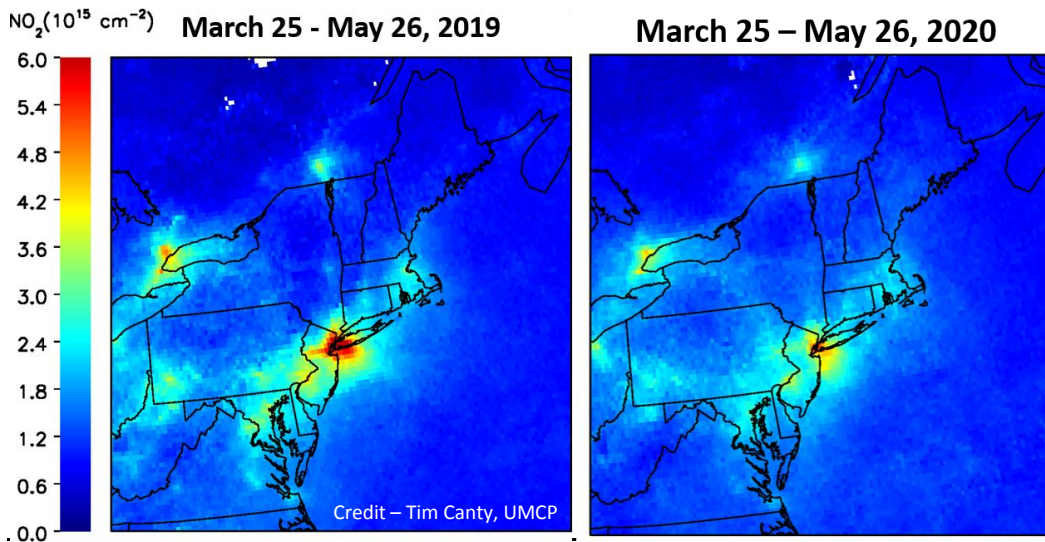 NO₂(10¹⁵ cm⁻²)
March 25 - May 26, 2019
March 25 – May 26, 2020
6.0
5.4
4.8
4.2
3.6
3.0
2.4
1.8
1.2
0.6
0.0
Credit – Tim Canty, UMCP